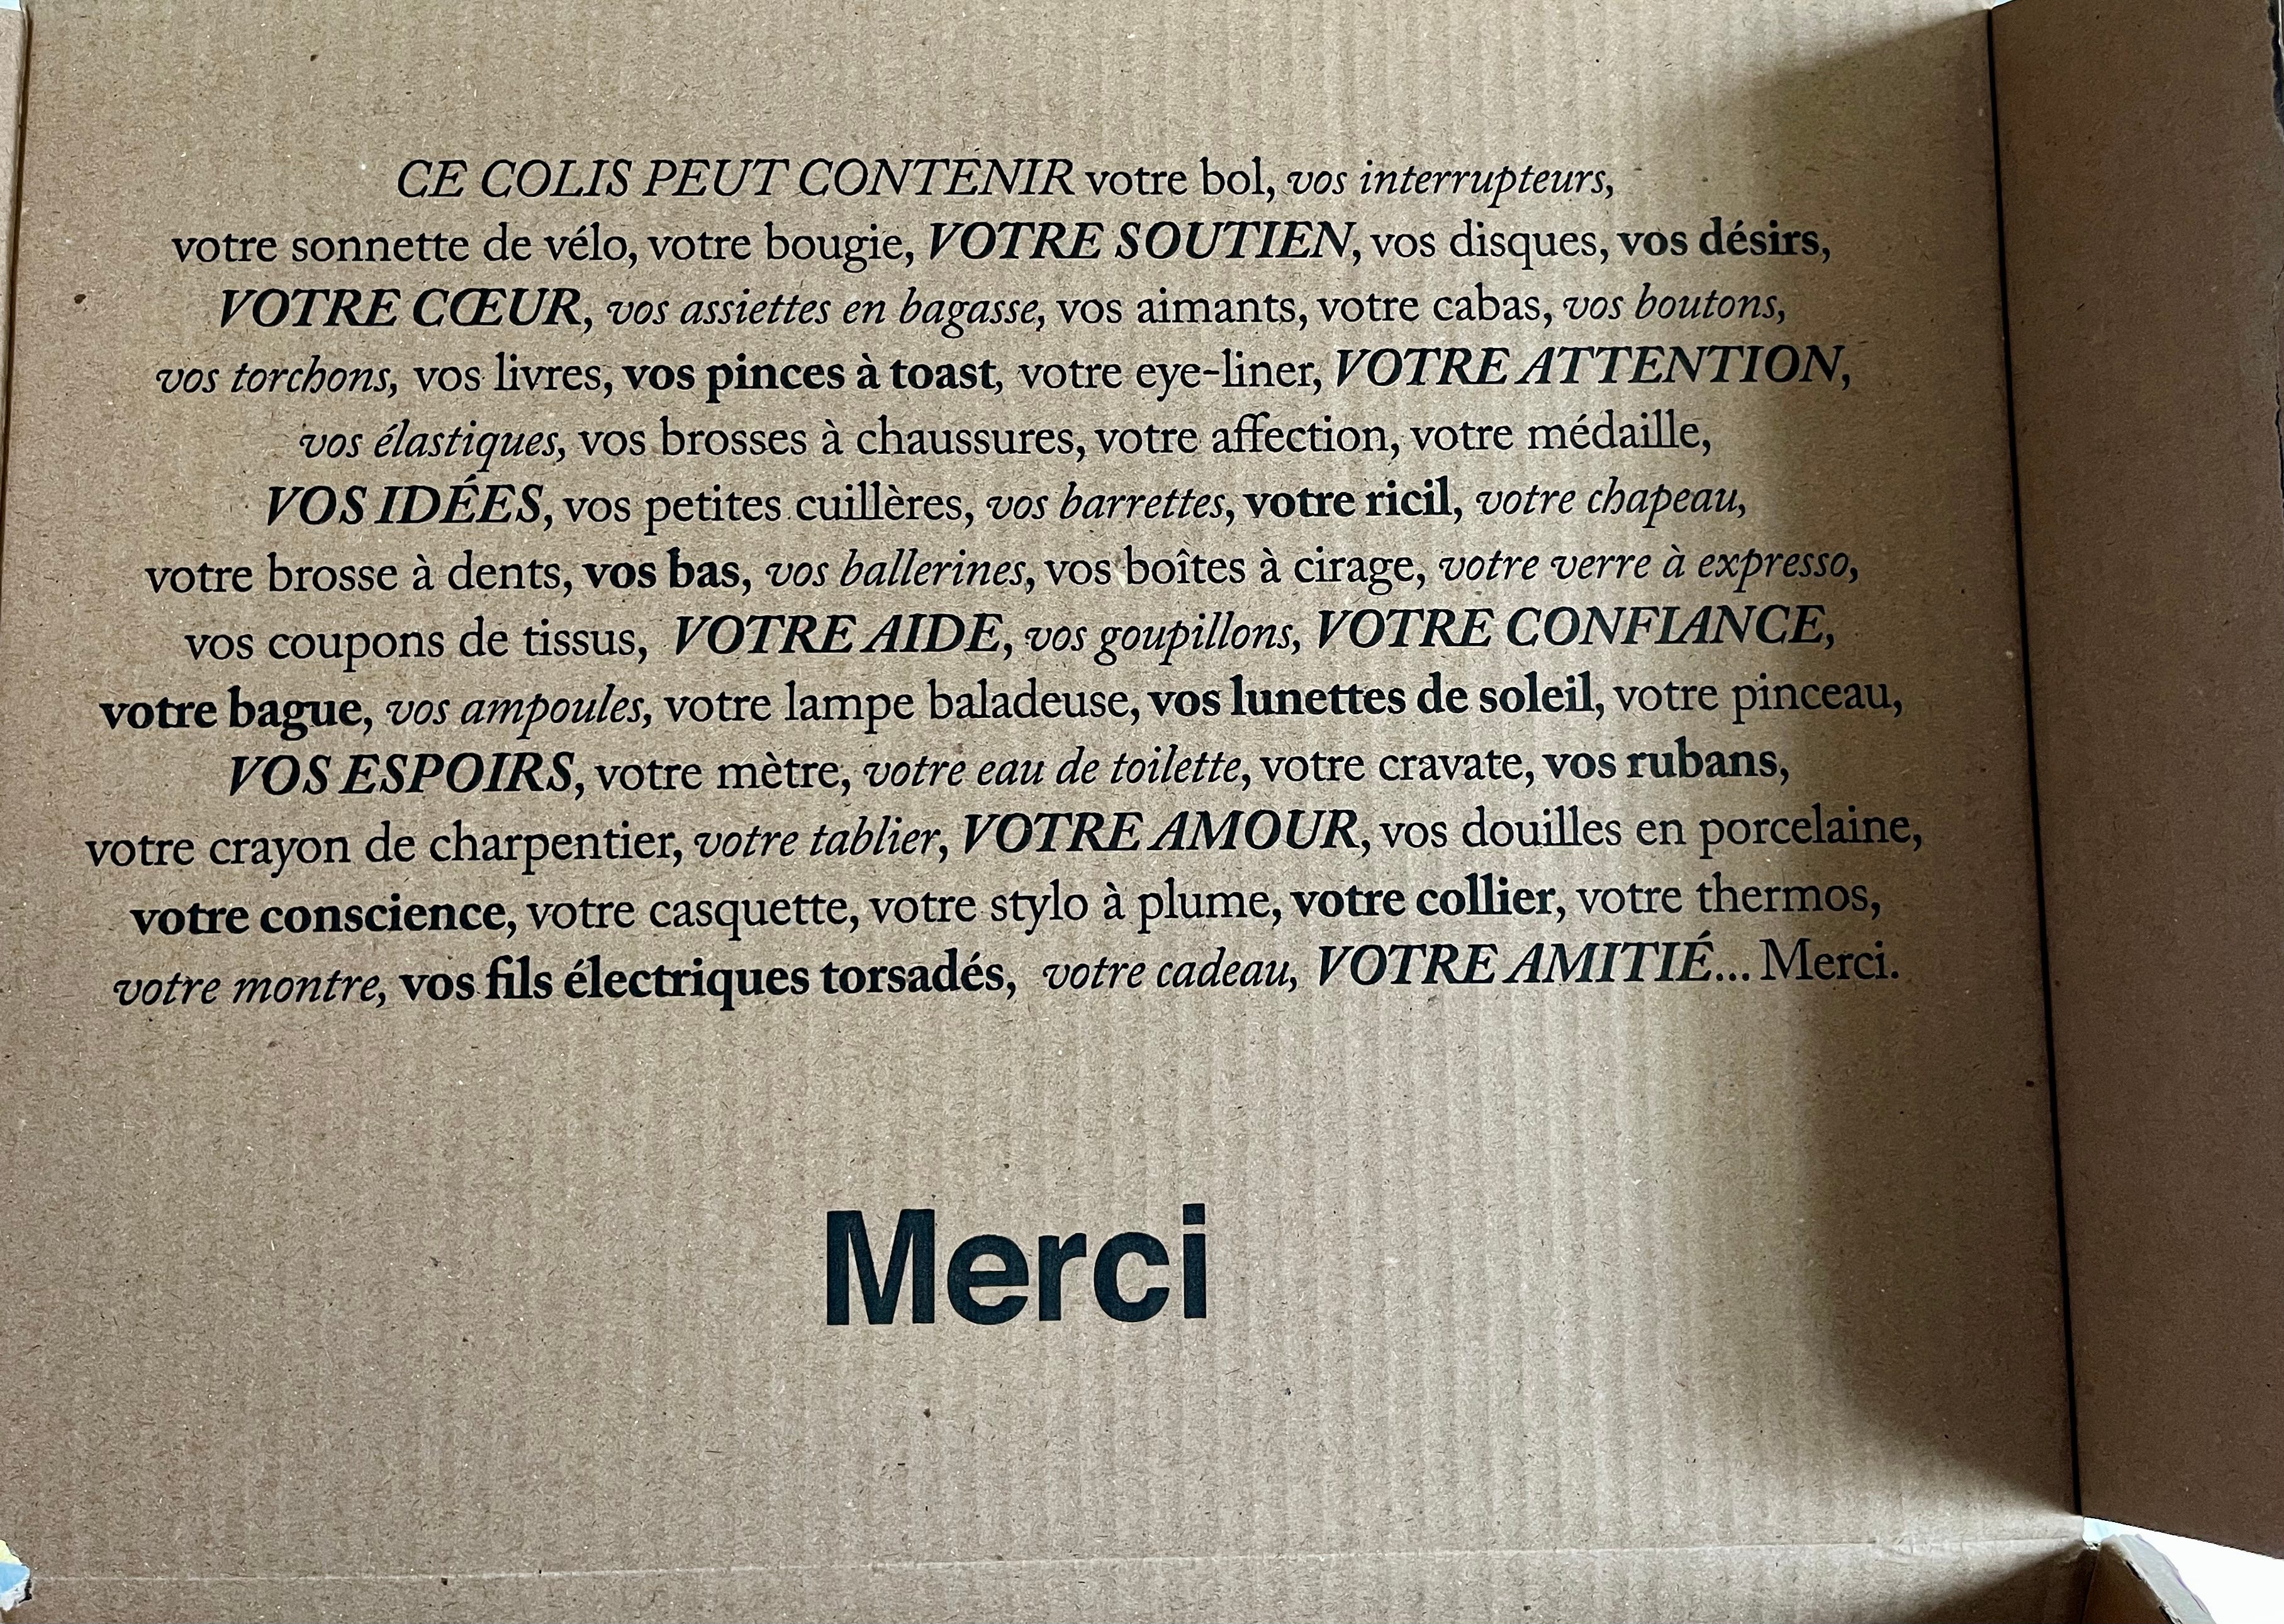 CE COLIS PEUT CONTENIR votre bol, vos interrupteurs,
votre sonnette de vélo, votre bougie, VOTRE SOUTIEN, vos disques, vos désirs,
VOTRE CŒUR, vos assiettes en bagasse, vos aimants, votre cabas, vos boutons,
vos torchons, vos livres, vos pinces à toast, votre eye-liner, VOTRE ATTENTION,
vos élastiques, vos brosses à chaussures, votre affection, votre médaille,
VOS IDÉES, vos petites cuillères, vos barrettes, votre ricil, votre chapeau,
votre brosse à dents, vos bas, vos ballerines, vos boîtes à cirage, votre verre à expresso,
vos coupons de tissus, VOTRE AIDE, vos goupillons, VOTRE CONFIANCE,
votre bague, vos ampoules, votre lampe baladeuse, vos lunettes de soleil, votre pinceau,
VOS ESPOIRS, votre mètre, votre eau de toilette, votre cravate, vos rubans,
votre crayon de charpentier, votre tablier, VOTRE AMOUR, vos douilles en porcelaine,
votre conscience, votre casquette, votre stylo à plume, votre collier, votre thermos,
votre montre, vos fils électriques torsadés, votre cadeau, VOTRE AMITIÉ... Merci.
Merci